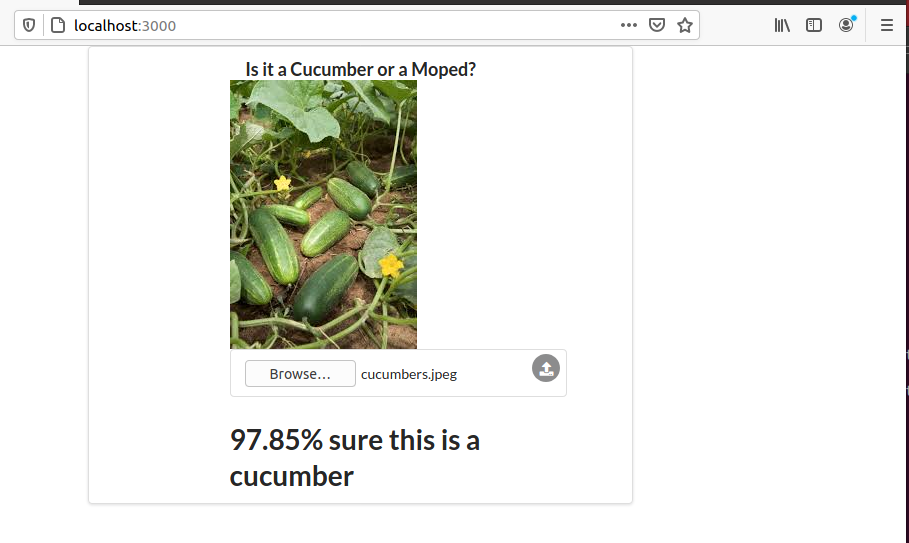 localhost:3000
Is it a Cucumber or a Moped?
Browse... cucumbers.jpeg
97.85% sure this is a
cucumber